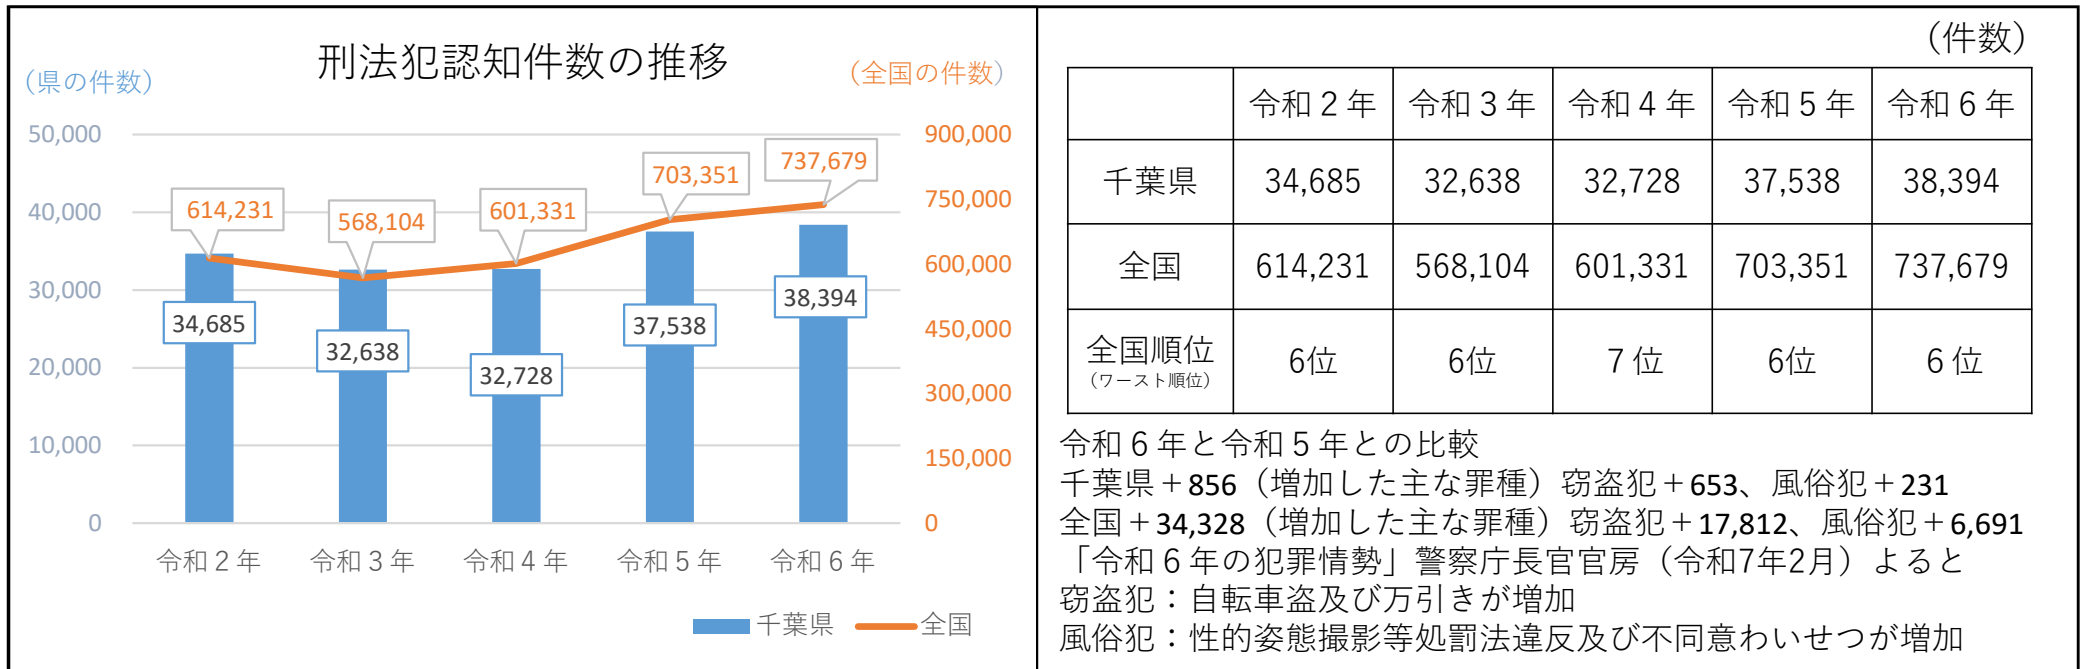 刑法犯認知件数の推移
(県の件数)
(全国の件数)
50,000
40,000
30,000
20,000
10,000
0
900,000
750,000
600,000
450,000
300,000
150,000
0
614,231
568,104
601,331
703,351
737,679
34,685
32,638
32,728
37,538
38,394
令和2年 令和3年 令和4年 令和5年 令和6年
千葉県 全国
(件数)
令和2年 令和3年 令和4年 令和5年 令和6年
千葉県 34,685 32,638 32,728 37,538 38,394
全国 614,231 568,104 601,331 703,351 737,679
全国順位 6位 6位 7位 6位 6位
(ワースト順位)
令和6年と令和5年との比較
千葉県+856(増加した主な罪種)窃盗犯+653、風俗犯+231
全国+34,328(増加した主な罪種)窃盗犯+17,812、風俗犯+6,691
「令和6年の犯罪情勢」警察庁長官官房(令和7年2月)よると
窃盗犯:自転車盗及び万引きが増加
風俗犯:性的姿態撮影等処罰法違反及び不同意わいせつが増加